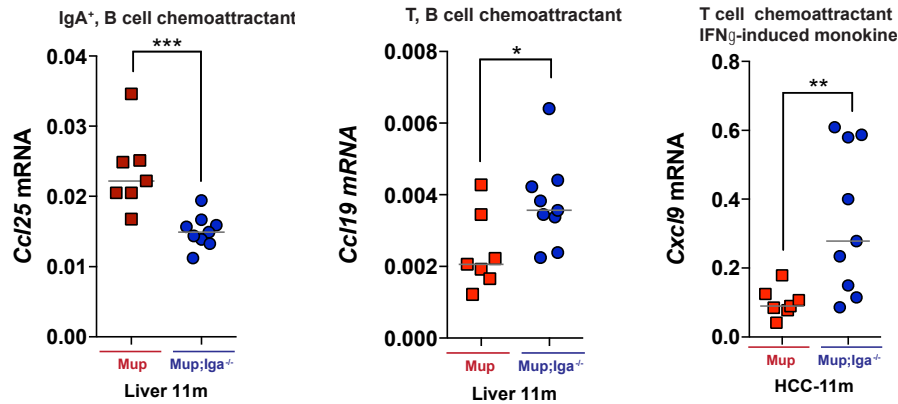 IgA⁺, B cell chemoattractant
***
Ccl25 mRNA
0.04
0.03
0.02
0.01
0.00
Mup
Mup;Iga⁻/⁻
Liver 11m
T, B cell chemoattractant
*
Ccl19 mRNA
0.008
0.006
0.004
0.002
0.000
Mup
Mup;Iga⁻/⁻
Liver 11m
T cell chemoattractant
IFNg-induced monokine
**
Cxcl9 mRNA
0.8
0.6
0.4
0.2
0.0
Mup
Mup;Iga⁻/⁻
HCC-11m